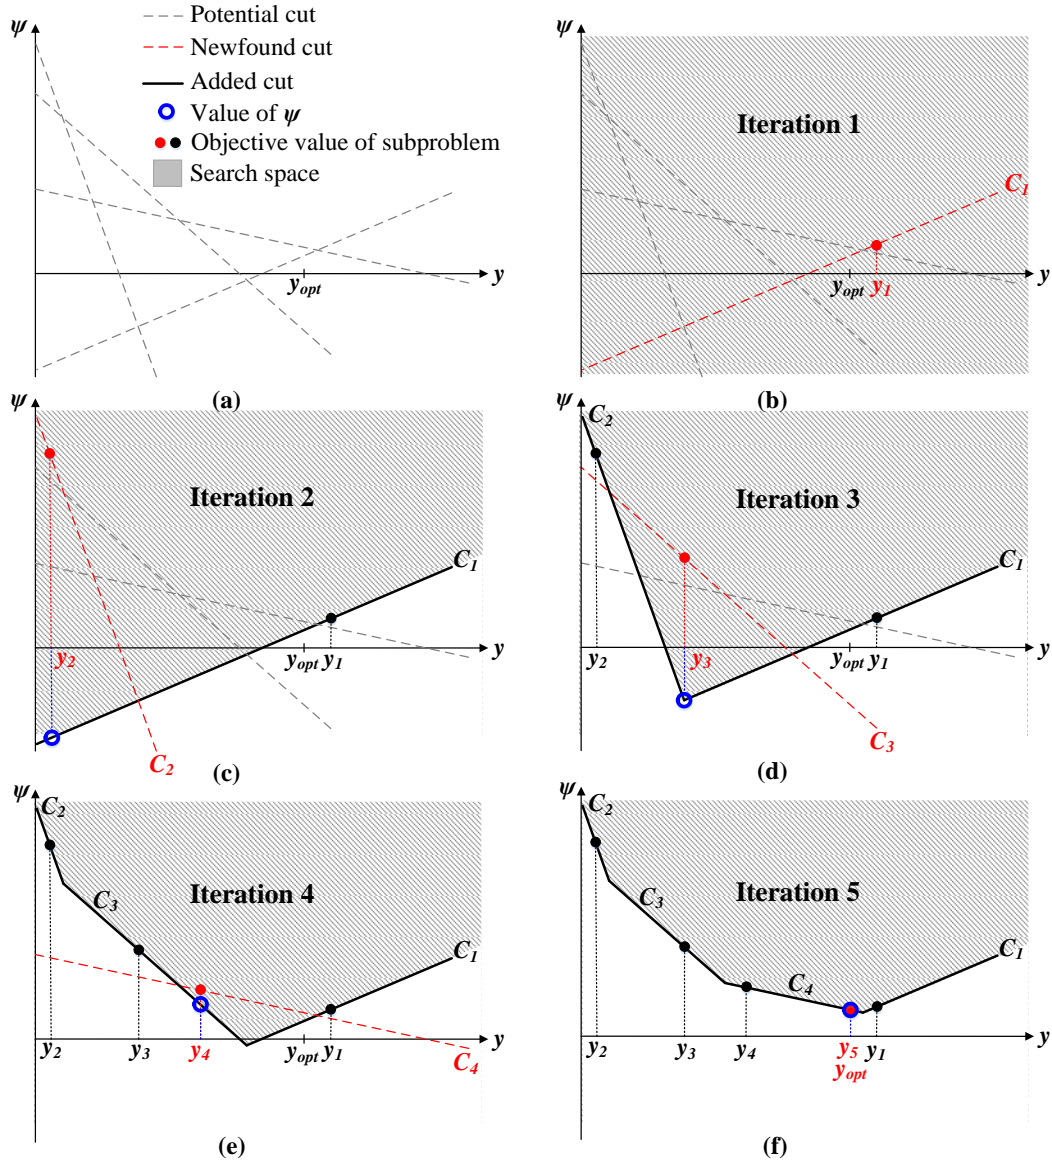 ψ
Potential cut
Newfound cut
Added cut
Value of ψ
Objective value of subproblem
Search space
y_opt
y
(a)
ψ
Iteration 1
C_1
y_opt y_1
y
(b)
ψ
Iteration 2
C_1
y_2
y_opt y_1
y
C_2
(c)
ψ
C_2
Iteration 3
C_1
y_2
y_3
y_opt y_1
y
C_3
(d)
ψ
C_2
C_3
Iteration 4
C_1
y_2
y_3
y_4
y_opt y_1
y
C_4
(e)
ψ
C_2
C_3
Iteration 5
C_1
C_4
y_2
y_3
y_4
y_5
y_1
y
y_opt
(f)